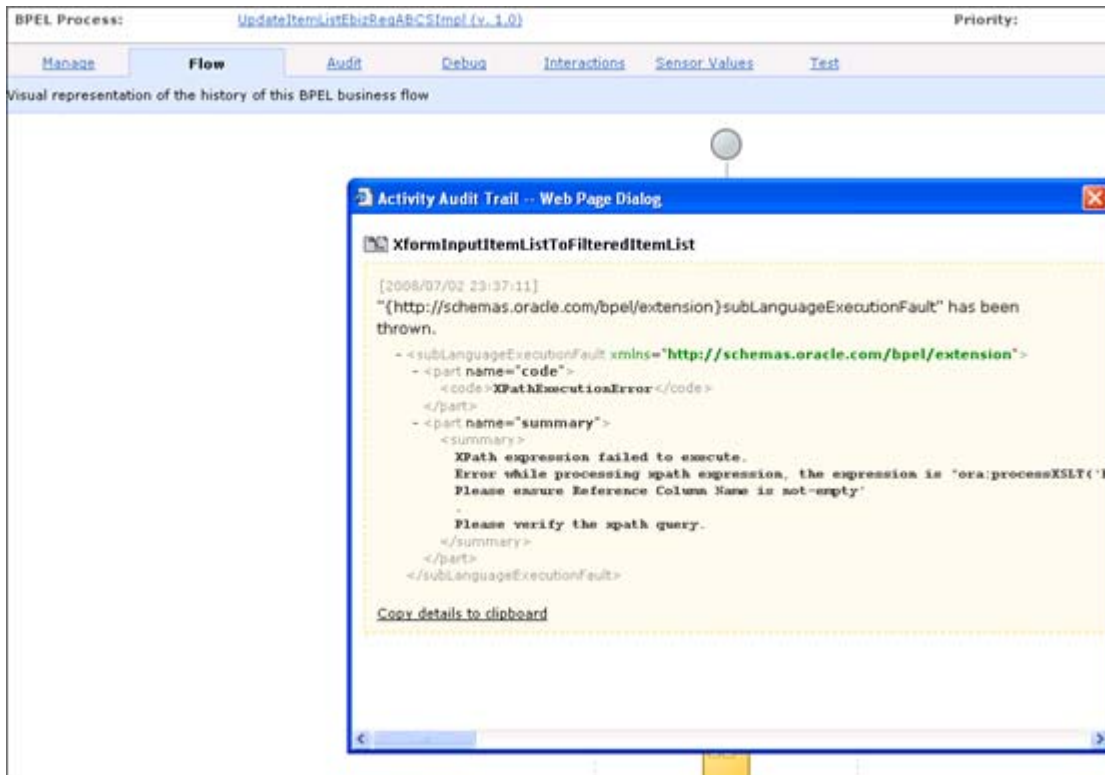 BPEL Process: UpdateItemListEbizReqABCSImpl (v. 1.0) Priority:
Manage Flow Audit Debug Interactions Sensor Values Test
Visual representation of the history of this BPEL business flow
Activity Audit Trail -- Web Page Dialog
XformInputItemListToFilteredItemList
[2008/07/02 23:37:11]
"{http://schemas.oracle.com/bpel/extension}subLanguageExecutionFault" has been
thrown.
- <subLanguageExecutionFault xmlns="http://schemas.oracle.com/bpel/extension">
- <part name="code">
<code>XPathExecutionError</code>
</part>
- <part name="summary">
<summary>
XPath expression failed to execute.
Error while processing xpath expression, the expression is "ora:processXSLT('
Please ensure Reference Column Name is not-empty'
.
Please verify the xpath query.
</summary>
</part>
</subLanguageExecutionFault>
Copy details to clipboard